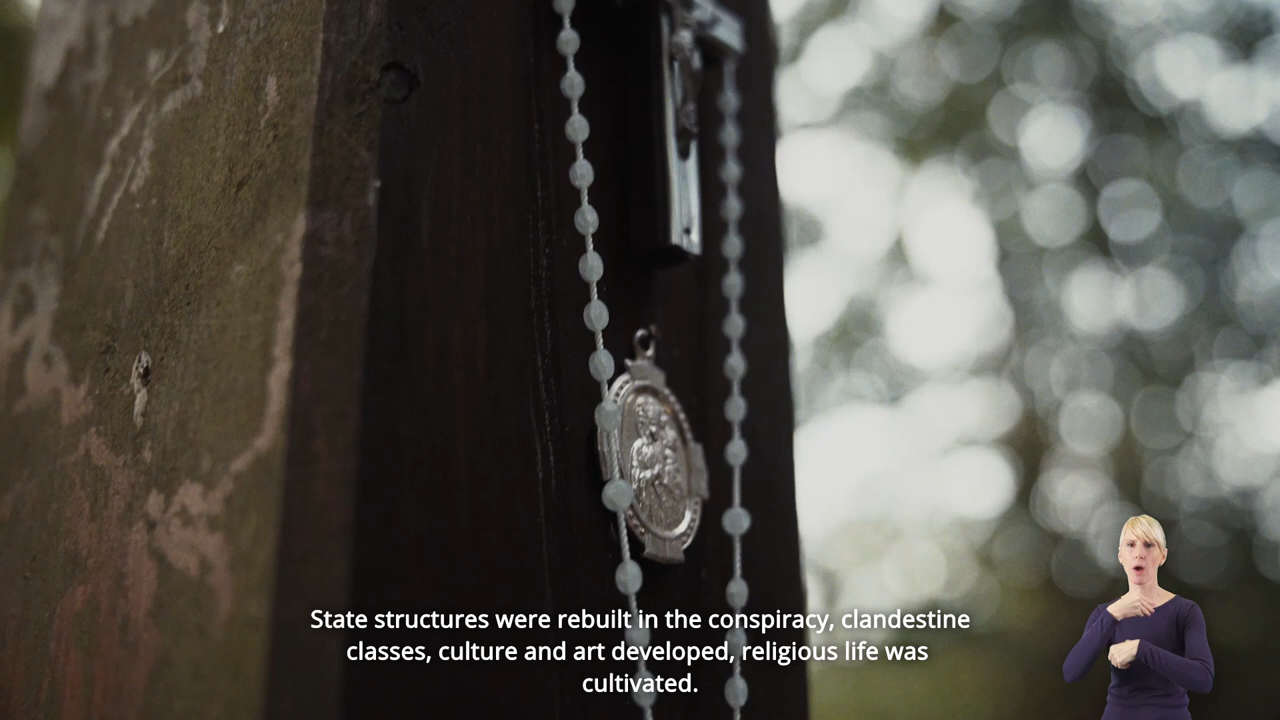 State structures were rebuilt in the conspiracy, clandestine
classes, culture and art developed, religious life was
cultivated.